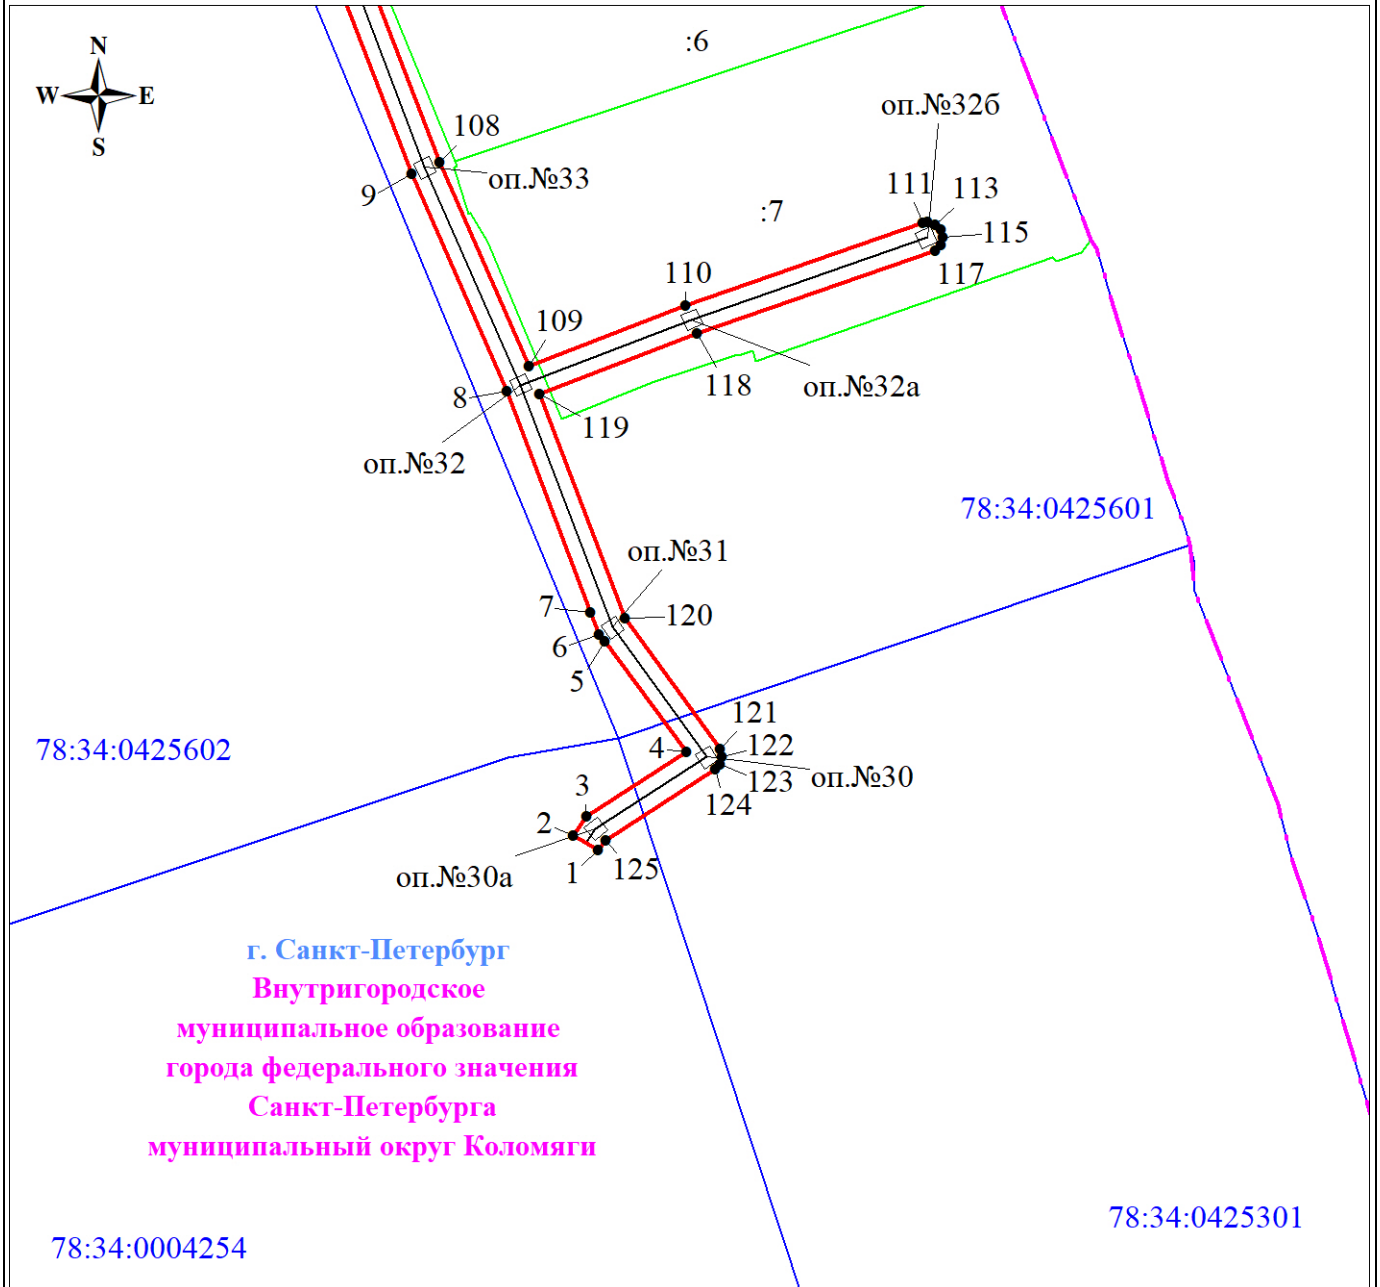 :6
N
W
E
S
оп.№32б
108
оп.№33
9
111
113
:7
115
117
110
109
118
оп.№32а
8
119
оп.№32
78:34:0425601
оп.№31
7
120
6
5
121
78:34:0425602
4
122
123
оп.№30
3
124
2
оп.№30а
1
125
г. Санкт-Петербург
Внутригородское
муниципальное образование
города федерального значения
Санкт-Петербурга
муниципальный округ Коломяги
78:34:0425301
78:34:0004254